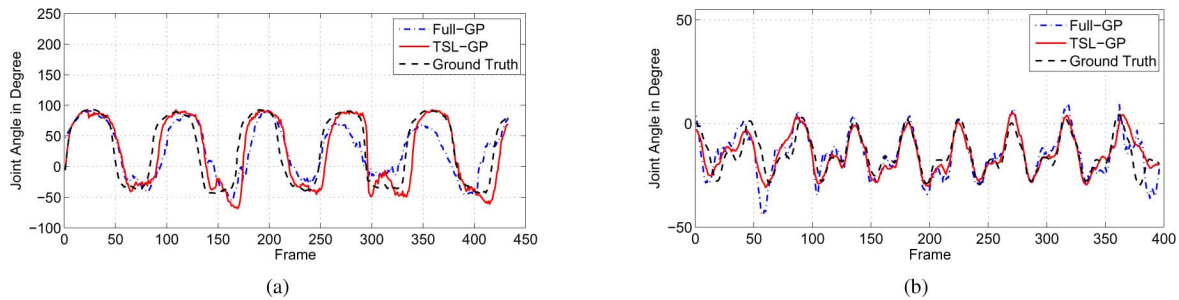 250
200
150
100
50
0
−50
−100
Joint Angle in Degree
Full−GP
TSL−GP
Ground Truth
0 50 100 150 200 250 300 350 400 450
Frame
(a)
50
0
−50
Joint Angle in Degree
Full−GP
TSL−GP
Ground Truth
0 50 100 150 200 250 300 350 400
Frame
(b)